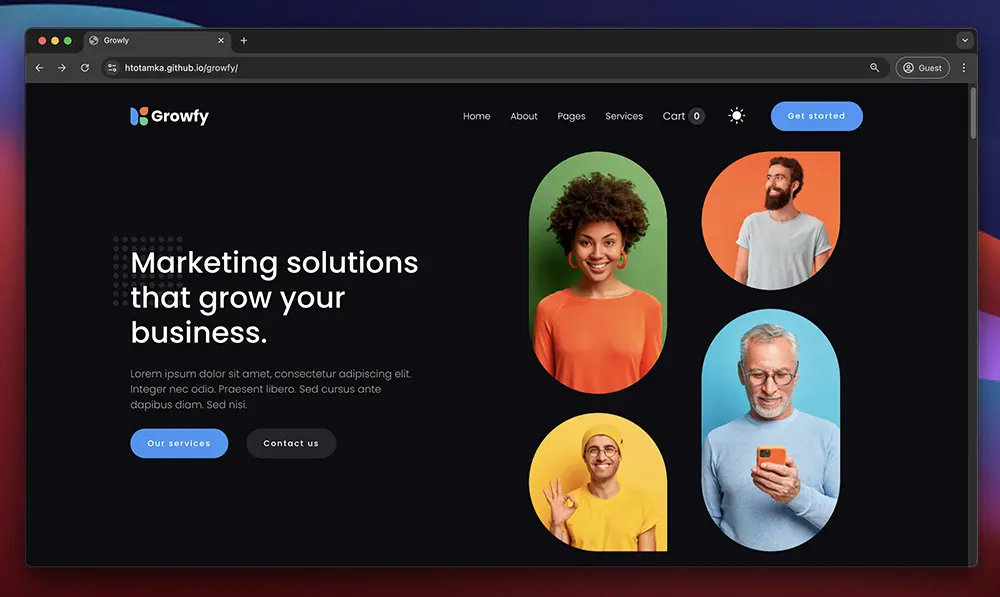 Growly
htotamka.github.io/growfy/
Guest
Growfy
Home About Pages Services Cart 0 Get started
Marketing solutions
that grow your
business.
Lorem ipsum dolor sit amet, consectetur adipiscing elit.
Integer nec odio. Praesent libero. Sed cursus ante
dapibus diam. Sed nisi.
Our services Contact us